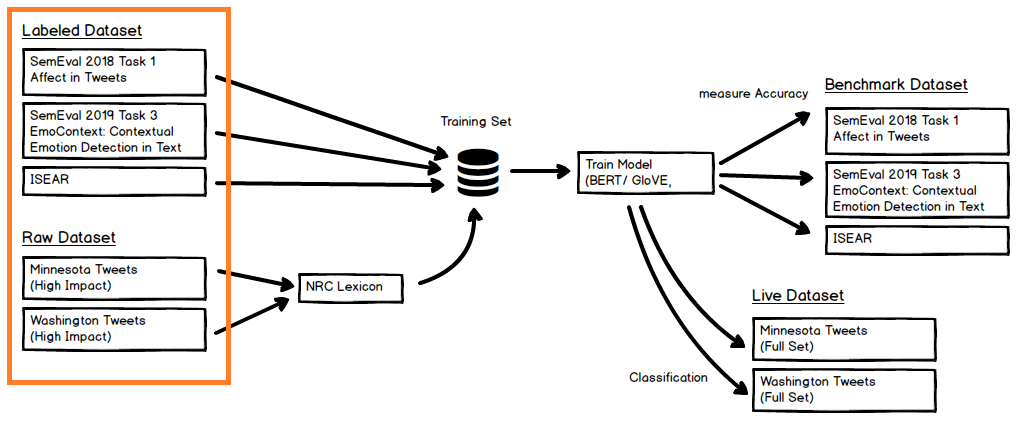 Labeled Dataset
SemEval 2018 Task 1
Affect in Tweets
SemEval 2019 Task 3
EmoContext: Contextual
Emotion Detection in Text
ISEAR
Raw Dataset
Minnesota Tweets
(High Impact)
Washington Tweets
(High Impact)
NRC Lexicon
Training Set
Train Model
(BERT/ GloVE,
measure Accuracy
Benchmark Dataset
SemEval 2018 Task 1
Affect in Tweets
SemEval 2019 Task 3
EmoContext: Contextual
Emotion Detection in Text
ISEAR
Live Dataset
Minnesota Tweets
(Full Set)
Classification
Washington Tweets
(Full Set)